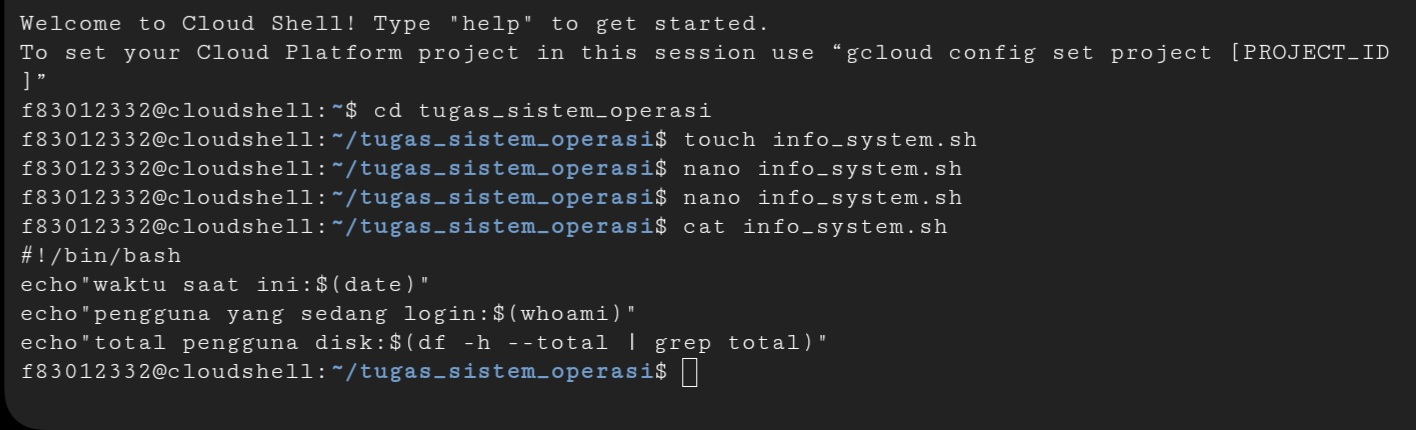 Welcome to Cloud Shell! Type "help" to get started.
To set your Cloud Platform project in this session use “gcloud config set project [PROJECT_ID
]”
f83012332@cloudshell:~$ cd tugas_sistem_operasi
f83012332@cloudshell:~/tugas_sistem_operasi$ touch info_system.sh
f83012332@cloudshell:~/tugas_sistem_operasi$ nano info_system.sh
f83012332@cloudshell:~/tugas_sistem_operasi$ nano info_system.sh
f83012332@cloudshell:~/tugas_sistem_operasi$ cat info_system.sh
#!/bin/bash
echo"waktu saat ini:$(date)"
echo"pengguna yang sedang login:$(whoami)"
echo"total pengguna disk:$(df -h --total | grep total)"
f83012332@cloudshell:~/tugas_sistem_operasi$